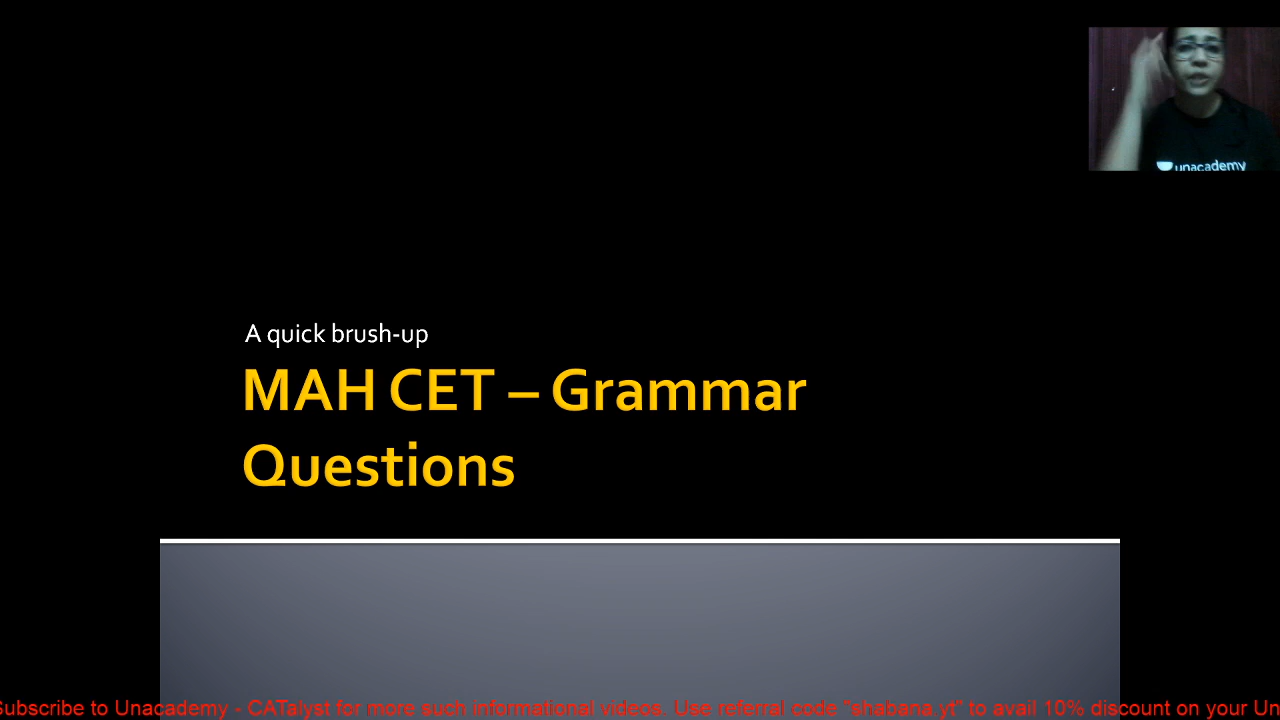 unacademy
A quick brush-up
MAH CET – Grammar
Questions
Subscribe to Unacademy - CATalyst for more such informational videos. Use referral code "shabana.yt" to avail 10% discount on your Un